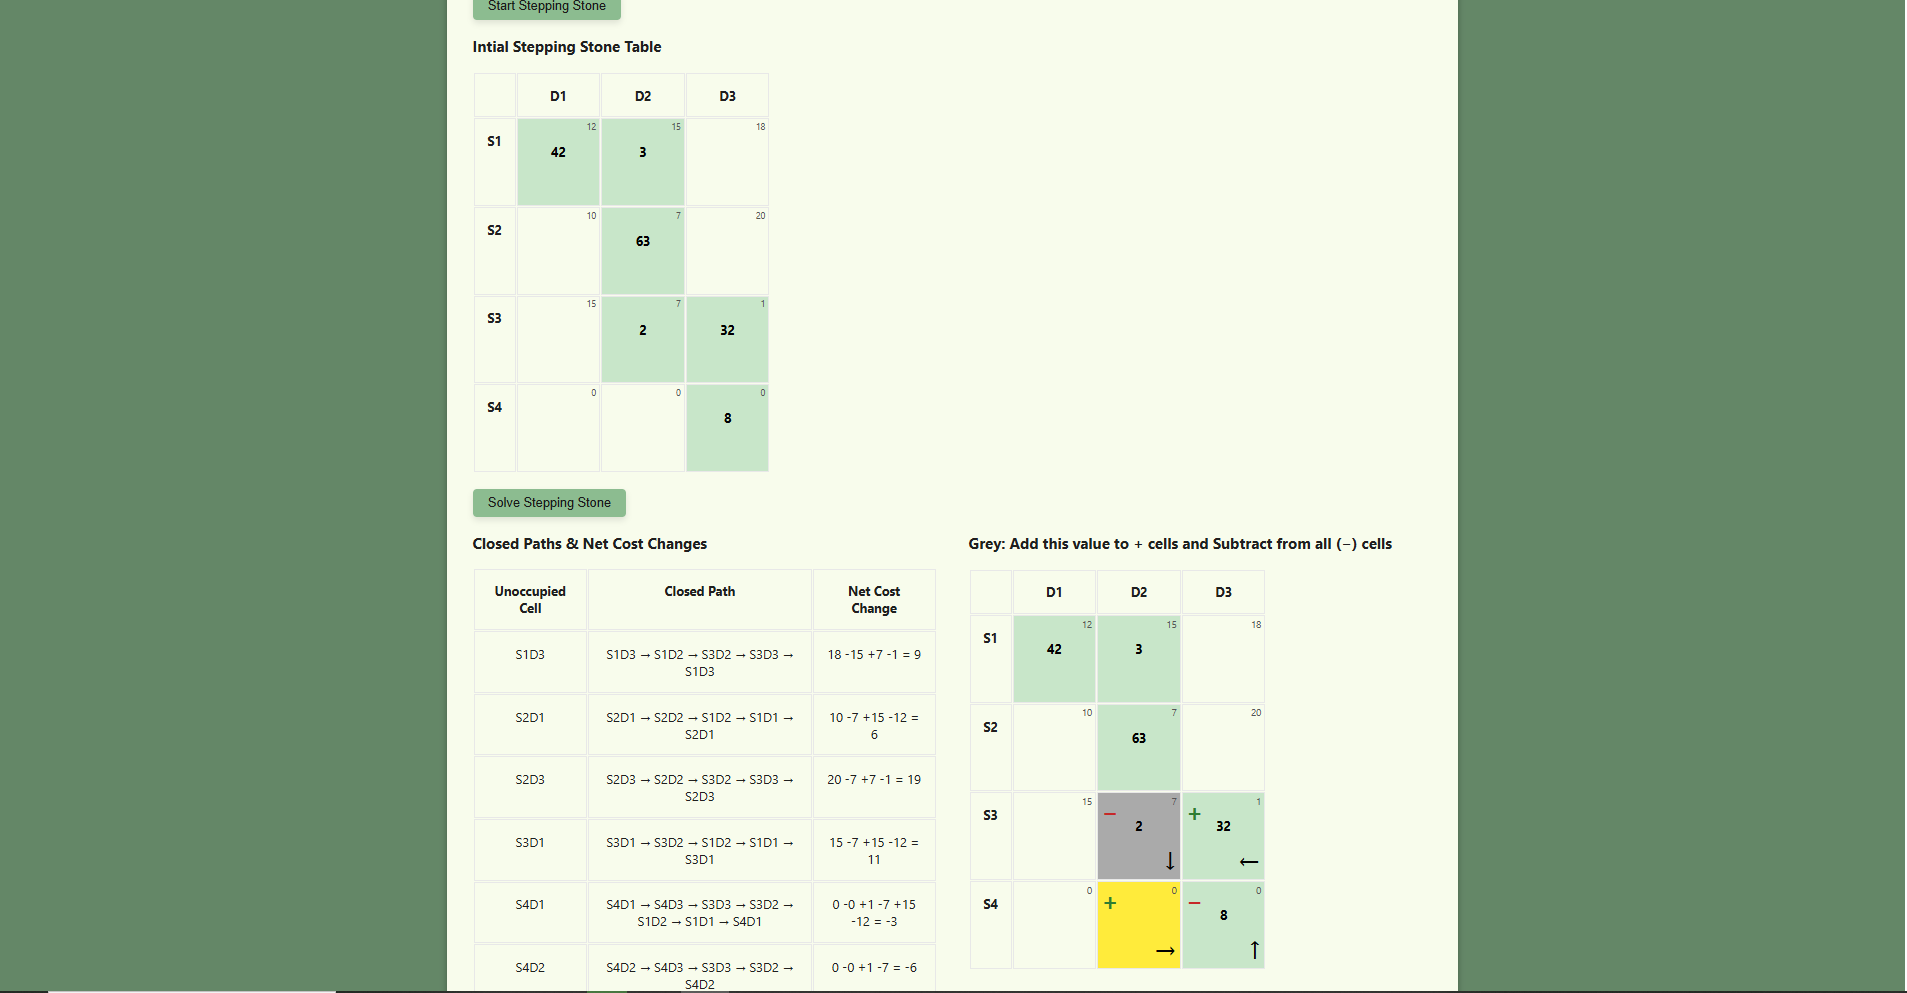 Start Stepping Stone
Intial Stepping Stone Table
D1 D2 D3
12 15 18
S1 42 3
10 7 20
S2 63
15 7 1
S3 2 32
0 0 0
S4 8
Solve Stepping Stone
Closed Paths & Net Cost Changes
Unoccupied Cell Closed Path Net Cost Change
S1D3 S1D3 → S1D2 → S3D2 → S3D3 → S1D3 18 -15 +7 -1 = 9
S2D1 S2D1 → S2D2 → S1D2 → S1D1 → S2D1 10 -7 +15 -12 = 6
S2D3 S2D3 → S2D2 → S3D2 → S3D3 → S2D3 20 -7 +7 -1 = 19
S3D1 S3D1 → S3D2 → S1D2 → S1D1 → S3D1 15 -7 +15 -12 = 11
S4D1 S4D1 → S4D3 → S3D3 → S3D2 → S1D2 → S1D1 → S4D1 0 -0 +1 -7 +15 -12 = -3
S4D2 S4D2 → S4D3 → S3D3 → S3D2 → S4D2 0 -0 +1 -7 = -6
Grey: Add this value to + cells and Subtract from all (−) cells
D1 D2 D3
12 15 18
S1 42 3
10 7 20
S2 63
15 7 1
S3 − 2 + 32
↓ ←
0 0 0
S4 + − 8
→ ↑